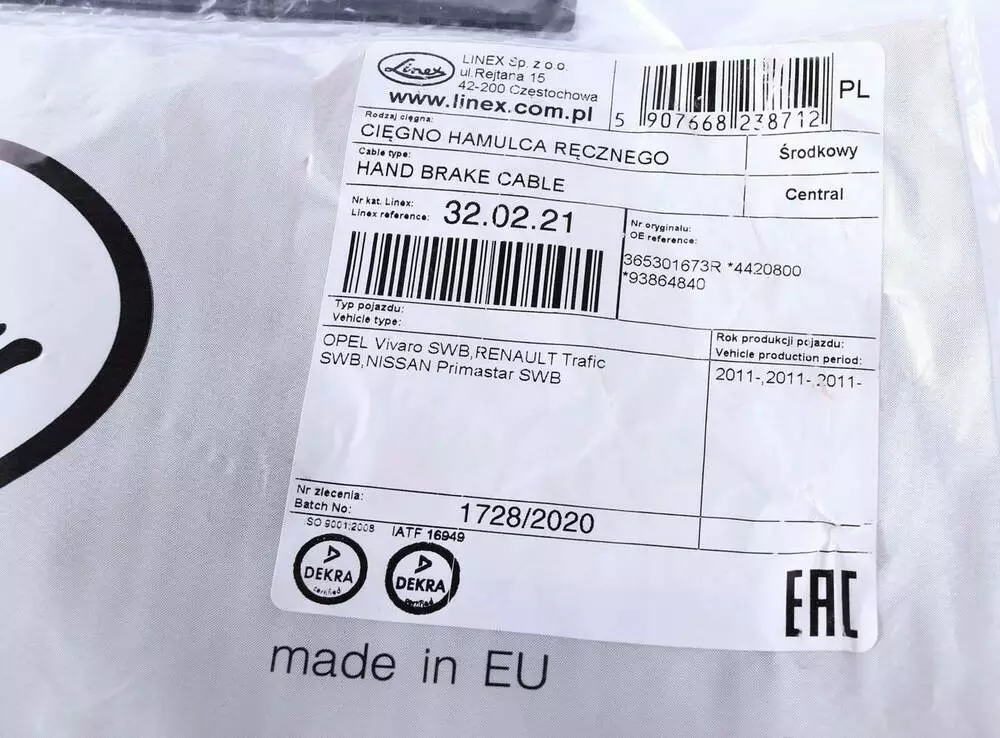 Linex
LINEX Sp. z o.o.
ul.Rejtana 15
42-200 Częstochowa
www.linex.com.pl
5 907668 238712
PL
Rodzaj cięgna:
CIĘGNO HAMULCA RĘCZNEGO
Środkowy
Cable type:
HAND BRAKE CABLE
Central
Nr kat. Linex:
Linex reference:
32.02.21
Nr oryginału:
OE reference:
365301673R *4420800
*93864840
Typ pojazdu:
Vehicle type:
OPEL Vivaro SWB,RENAULT Trafic
SWB,NISSAN Primastar SWB
Rok produkcji pojazdu:
Vehicle production period:
2011-,2011-,2011-
Nr zlecenia:
Batch No:
1728/2020
ISO 9001:2008
IATF 16949
DEKRA
certified
DEKRA
certified
EAC
made in EU